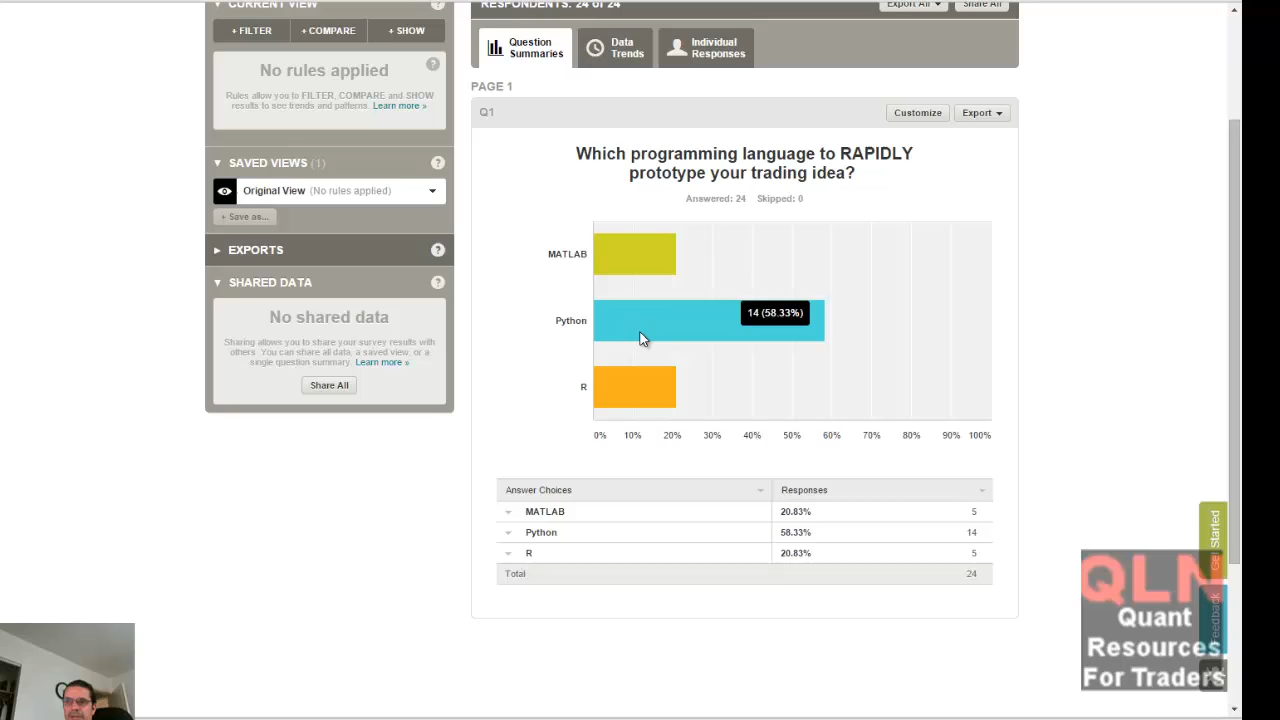 CURRENT VIEW
?
+ FILTER
+ COMPARE
+ SHOW
No rules applied
?
Rules allow you to FILTER, COMPARE and SHOW
results to see trends and patterns. Learn more »
SAVED VIEWS (1)
?
Original View (No rules applied)
+ Save as...
EXPORTS
?
SHARED DATA
?
No shared data
Sharing allows you to share your survey results with
others. You can share all data, a saved view, or a
single question summary. Learn more »
Share All
RESPONDENTS: 24 of 24
Export All
Share All
Question
Summaries
Data
Trends
Individual
Responses
PAGE 1
Q1
Customize
Export
Which programming language to RAPIDLY
prototype your trading idea?
Answered: 24 Skipped: 0
MATLAB
Python
14 (58.33%)
R
0% 10% 20% 30% 40% 50% 60% 70% 80% 90% 100%
Answer Choices Responses
MATLAB 20.83% 5
Python 58.33% 14
R 20.83% 5
Total 24
Get Started
Feedback
QLN
Quant
Resources
For Traders